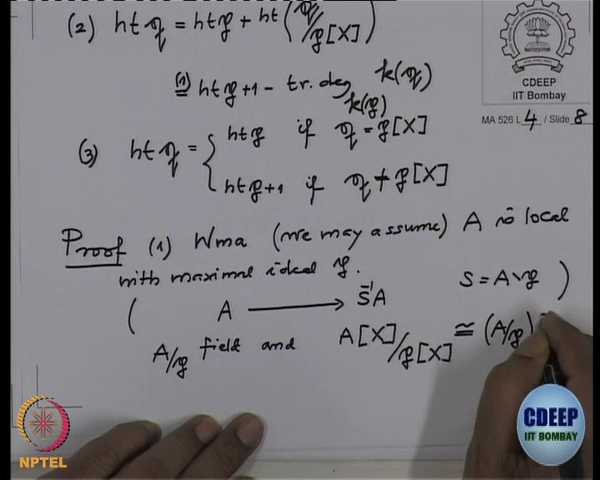 (2) ht 𝔮 = ht 𝔭 + ht (𝔮/𝔭[X])
(1)
= ht 𝔭 + 1 - tr.deg k(𝔮)
k(𝔭)
(3) ht 𝔮 = { ht 𝔭 if 𝔮 = 𝔭[X]
ht 𝔭 + 1 if 𝔮 ≠ 𝔭[X]
Proof (1) Wma (we may assume) A is local
with maximal ideal 𝔭.
( A ⟶ S⁻¹A S = A∖𝔭 )
A/𝔭 field and A[X]/𝔭[X] ≅ (A/𝔭)
CDEEP
IIT Bombay
MA 526 L 4 / Slide 8
NPTEL
CDEEP
IIT BOMBAY